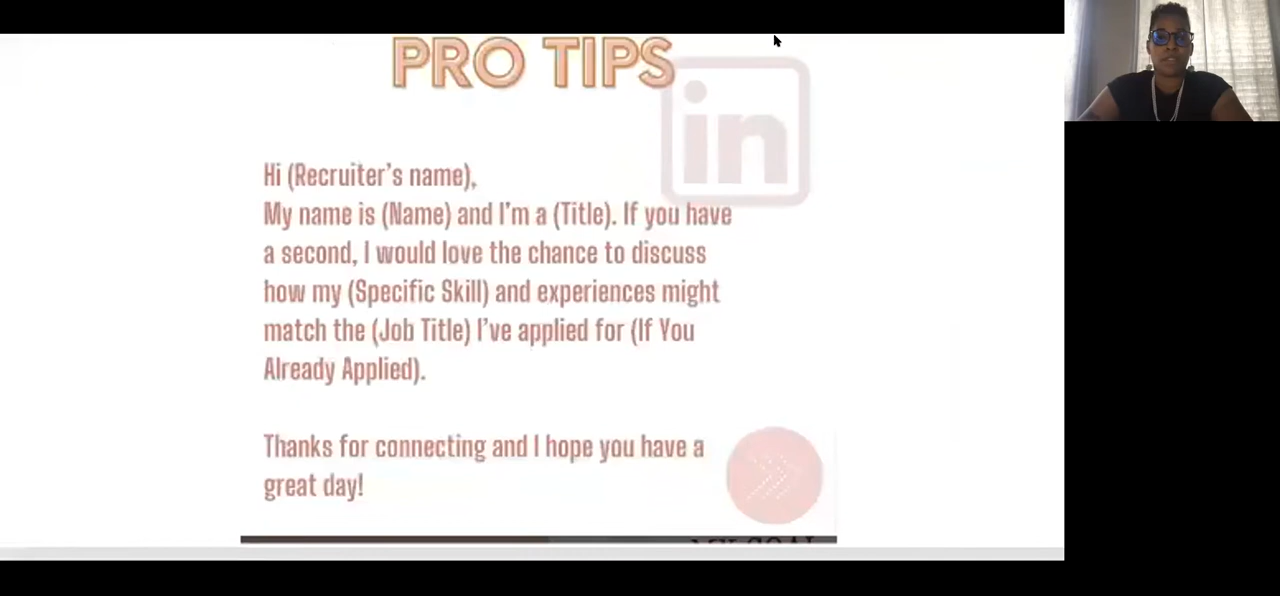 PRO TIPS
in
Hi (Recruiter's name),
My name is (Name) and I'm a (Title). If you have
a second, I would love the chance to discuss
how my (Specific Skill) and experiences might
match the (Job Title) I've applied for (If You
Already Applied).
Thanks for connecting and I hope you have a
great day!